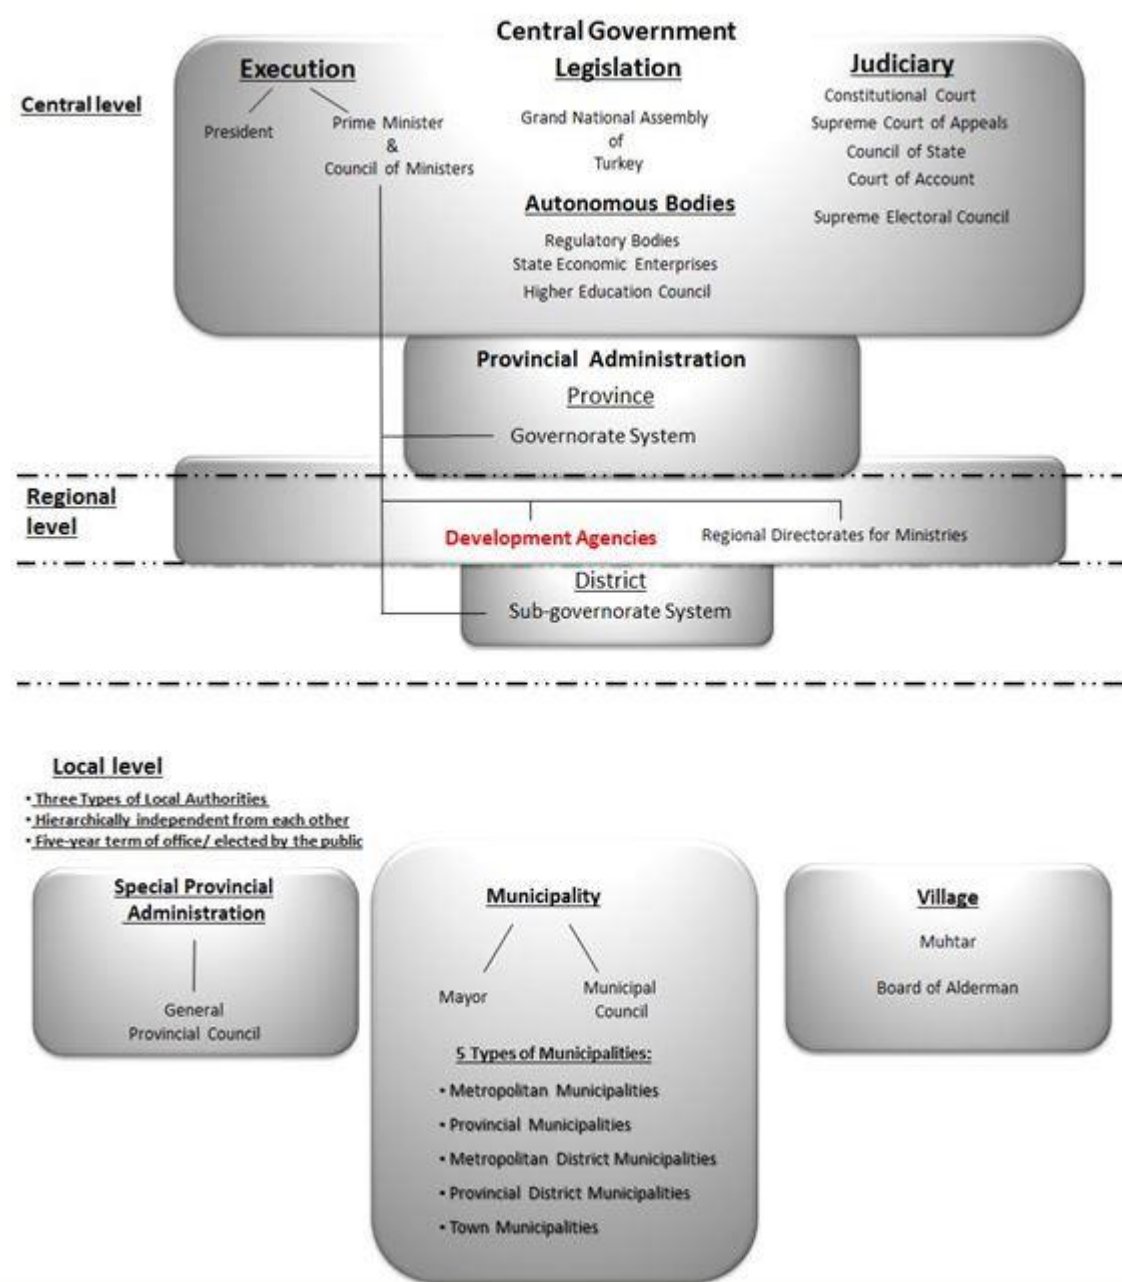 Central Government
Execution
Legislation
Judiciary
Central level
President
Prime Minister
&
Council of Ministers
Grand National Assembly
of
Turkey
Constitutional Court
Supreme Court of Appeals
Council of State
Court of Account
Supreme Electoral Council
Autonomous Bodies
Regulatory Bodies
State Economic Enterprises
Higher Education Council
Provincial Administration
Province
Governorate System
Regional
level
Development Agencies
Regional Directorates for Ministries
District
Sub-governorate System
Local level
• Three Types of Local Authorities
• Hierarchically independent from each other
• Five-year term of office/ elected by the public
Special Provincial
Administration
General
Provincial Council
Municipality
Mayor
Municipal
Council
5 Types of Municipalities:
• Metropolitan Municipalities
• Provincial Municipalities
• Metropolitan District Municipalities
• Provincial District Municipalities
• Town Municipalities
Village
Muhtar
Board of Alderman